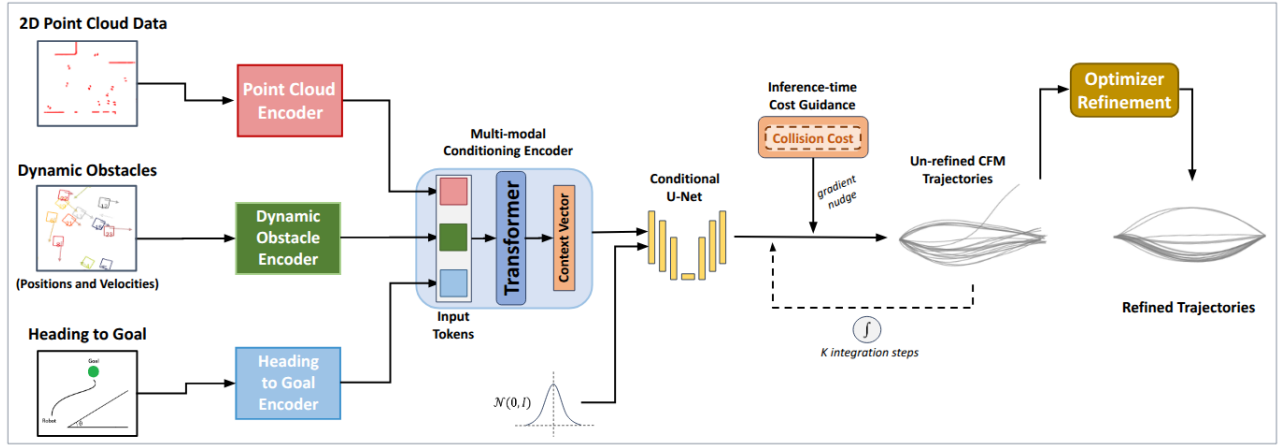 2D Point Cloud Data
Point Cloud
Encoder
Dynamic Obstacles
(Positions and Velocities)
Dynamic
Obstacle
Encoder
Heading to Goal
Goal
Robot
θ
Heading
to Goal
Encoder
Multi-modal
Conditioning Encoder
Transformer
Context Vector
Input
Tokens
𝒩(0, I)
Conditional
U-Net
Inference-time
Cost Guidance
Collision Cost
gradient
nudge
∫
K integration steps
Un-refined CFM
Trajectories
Optimizer
Refinement
Refined Trajectories